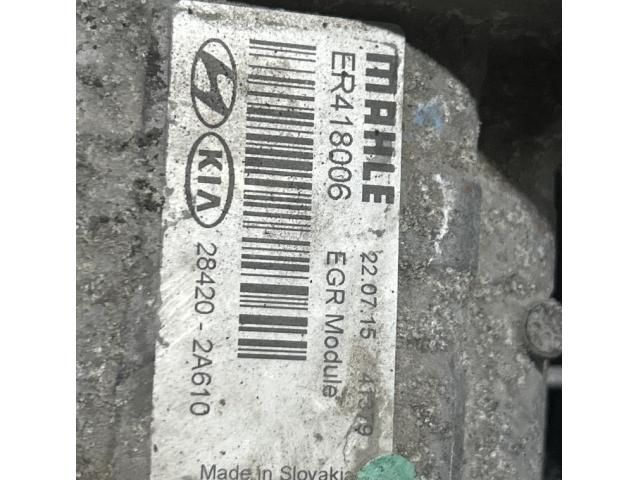 MAHLE
ER418006
22.07.15
EGR Module
KIA
28420 - 2A610
Made in Slovakia